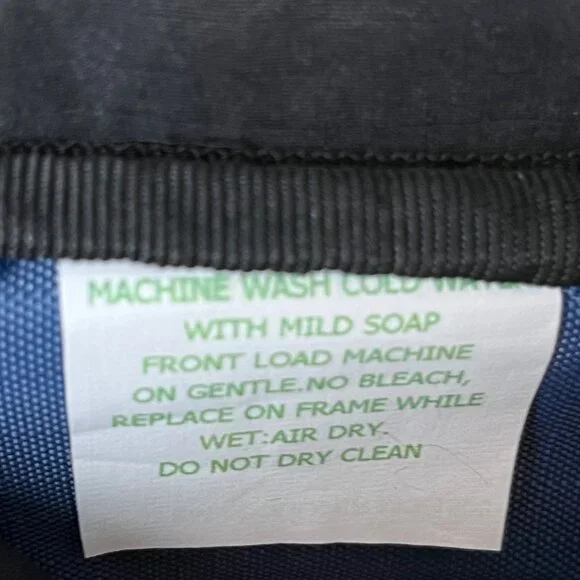 MACHINE WASH COLD WATER
WITH MILD SOAP
FRONT LOAD MACHINE
ON GENTLE.NO BLEACH,
REPLACE ON FRAME WHILE
WET:AIR DRY.
DO NOT DRY CLEAN